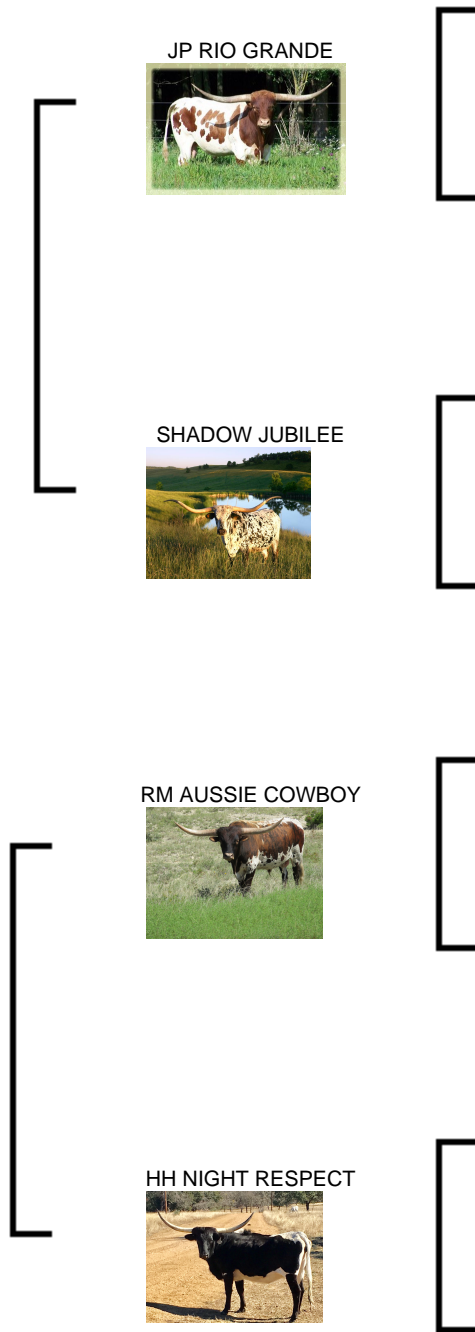 JP RIO GRANDE
SHADOW JUBILEE
RM AUSSIE COWBOY
HH NIGHT RESPECT